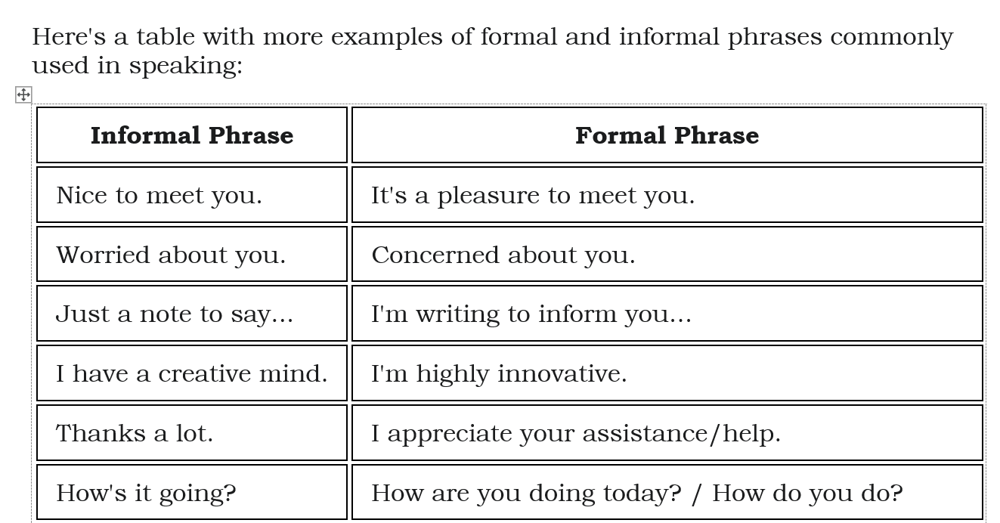 Here's a table with more examples of formal and informal phrases commonly
used in speaking:
Informal Phrase Formal Phrase
Nice to meet you. It's a pleasure to meet you.
Worried about you. Concerned about you.
Just a note to say... I'm writing to inform you...
I have a creative mind. I'm highly innovative.
Thanks a lot. I appreciate your assistance/help.
How's it going? How are you doing today? / How do you do?